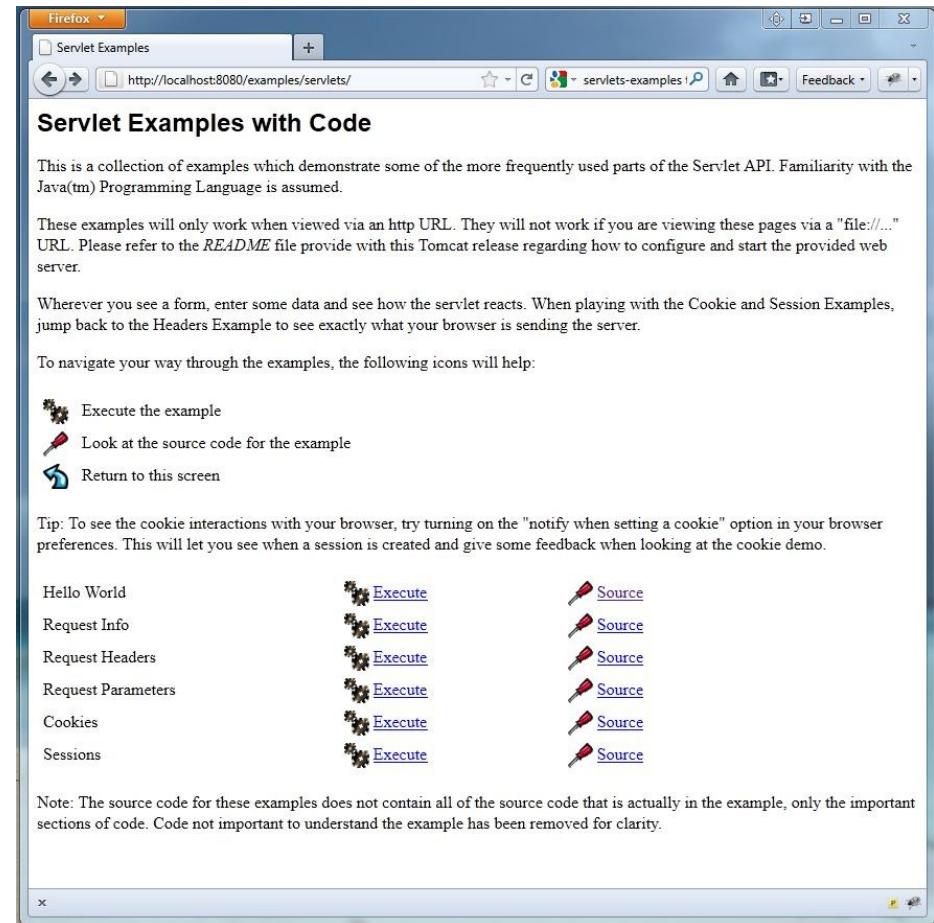 Firefox
Servlet Examples
http://localhost:8080/examples/servlets/
servlets-examples
Feedback
Servlet Examples with Code
This is a collection of examples which demonstrate some of the more frequently used parts of the Servlet API. Familiarity with the
Java(tm) Programming Language is assumed.
These examples will only work when viewed via an http URL. They will not work if you are viewing these pages via a "file://..."
URL. Please refer to the README file provide with this Tomcat release regarding how to configure and start the provided web
server.
Wherever you see a form, enter some data and see how the servlet reacts. When playing with the Cookie and Session Examples,
jump back to the Headers Example to see exactly what your browser is sending the server.
To navigate your way through the examples, the following icons will help:
Execute the example
Look at the source code for the example
Return to this screen
Tip: To see the cookie interactions with your browser, try turning on the "notify when setting a cookie" option in your browser
preferences. This will let you see when a session is created and give some feedback when looking at the cookie demo.
Hello World Execute Source
Request Info Execute Source
Request Headers Execute Source
Request Parameters Execute Source
Cookies Execute Source
Sessions Execute Source
Note: The source code for these examples does not contain all of the source code that is actually in the example, only the important
sections of code. Code not important to understand the example has been removed for clarity.